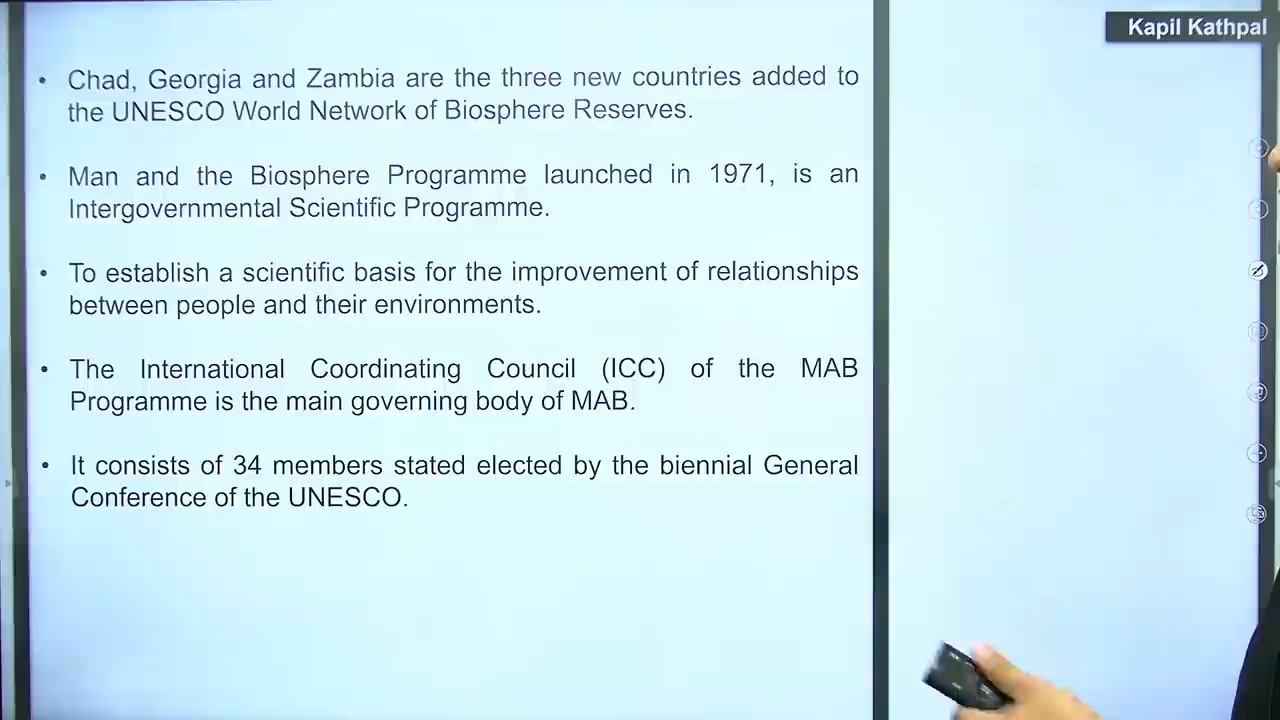 Kapil Kathpal
• Chad, Georgia and Zambia are the three new countries added to
the UNESCO World Network of Biosphere Reserves.
• Man and the Biosphere Programme launched in 1971, is an
Intergovernmental Scientific Programme.
• To establish a scientific basis for the improvement of relationships
between people and their environments.
• The International Coordinating Council (ICC) of the MAB
Programme is the main governing body of MAB.
• It consists of 34 members stated elected by the biennial General
Conference of the UNESCO.